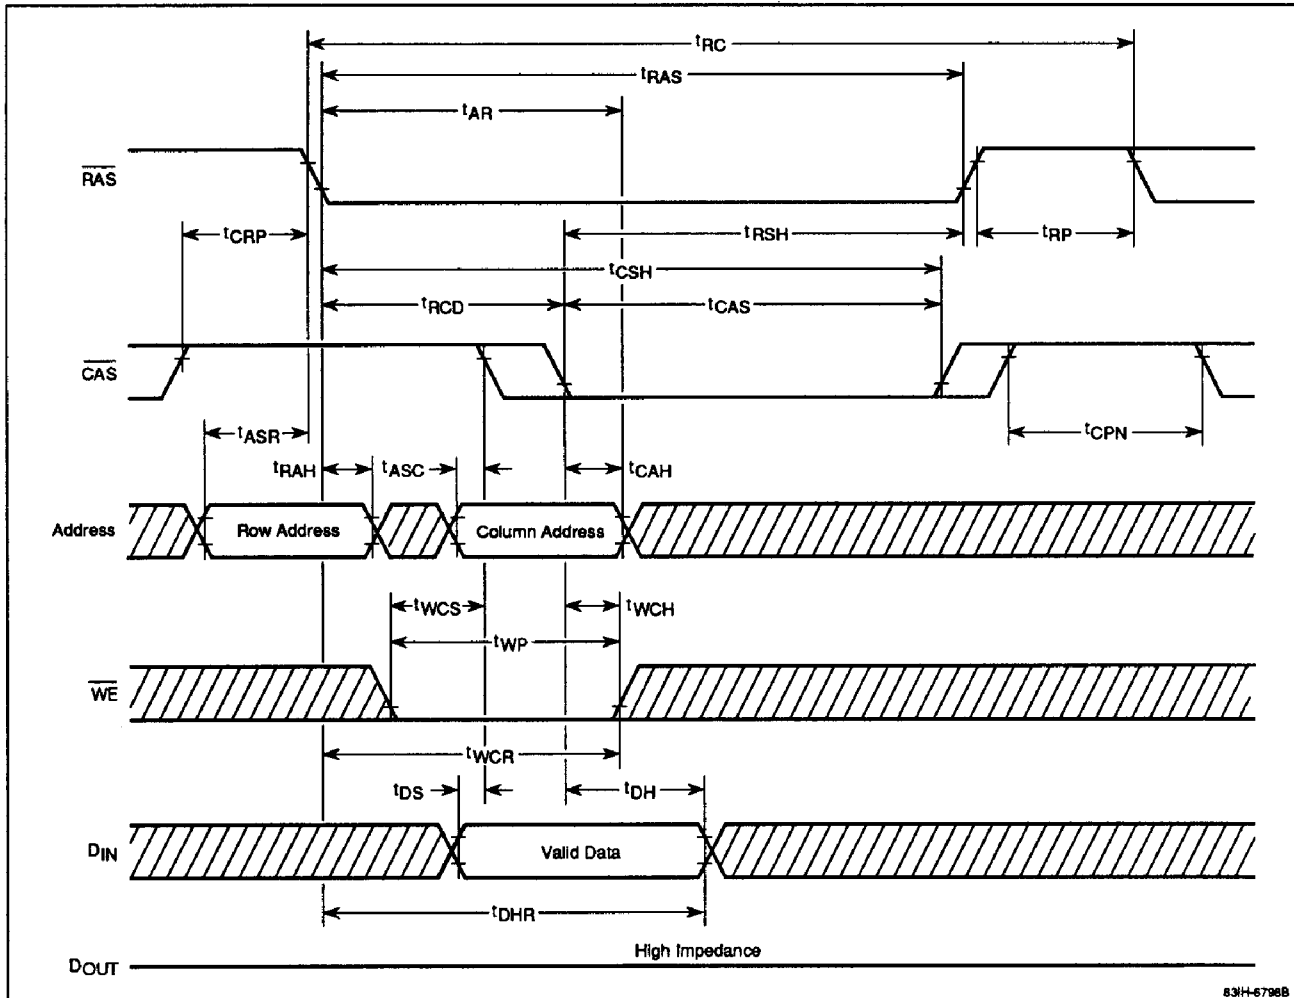 tRC
tRAS
tAR
RAS
tCRP
tRSH
tRP
tCSH
tRCD
tCAS
CAS
tASR
tCPN
tRAH
tASC
tCAH
Address
Row Address
Column Address
tWCS
tWCH
tWP
WE
tWCR
tDS
tDH
DIN
Valid Data
tDHR
High Impedance
DOUT
83IH-6796B